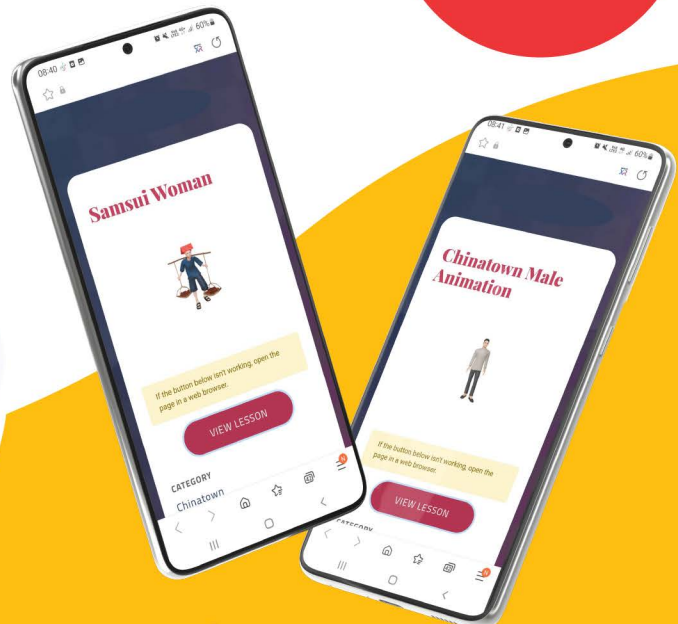 08:40
60%
Samsui Woman
If the button below isn't working, open the
page in a web browser.
VIEW LESSON
CATEGORY
Chinatown
N
08:41
60%
Chinatown Male
Animation
If the button below isn't working, open the
page in a web browser.
VIEW LESSON
CATEGORY
N